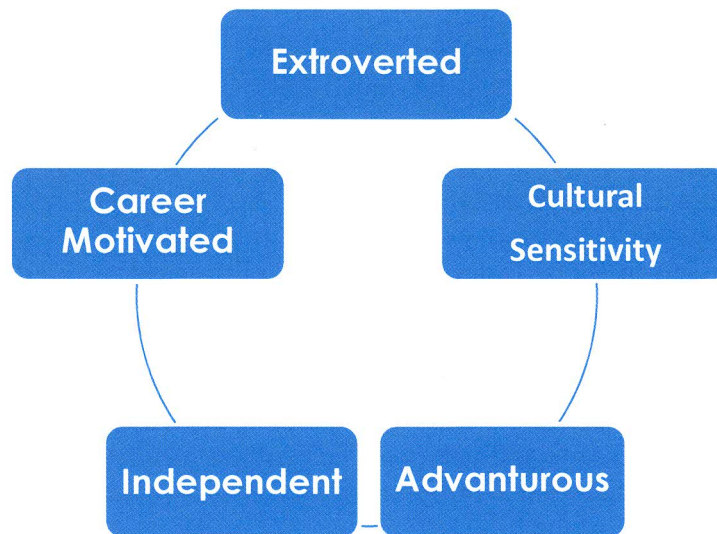 Extroverted
Cultural
Sensitivity
Advanturous
Independent
Career
Motivated